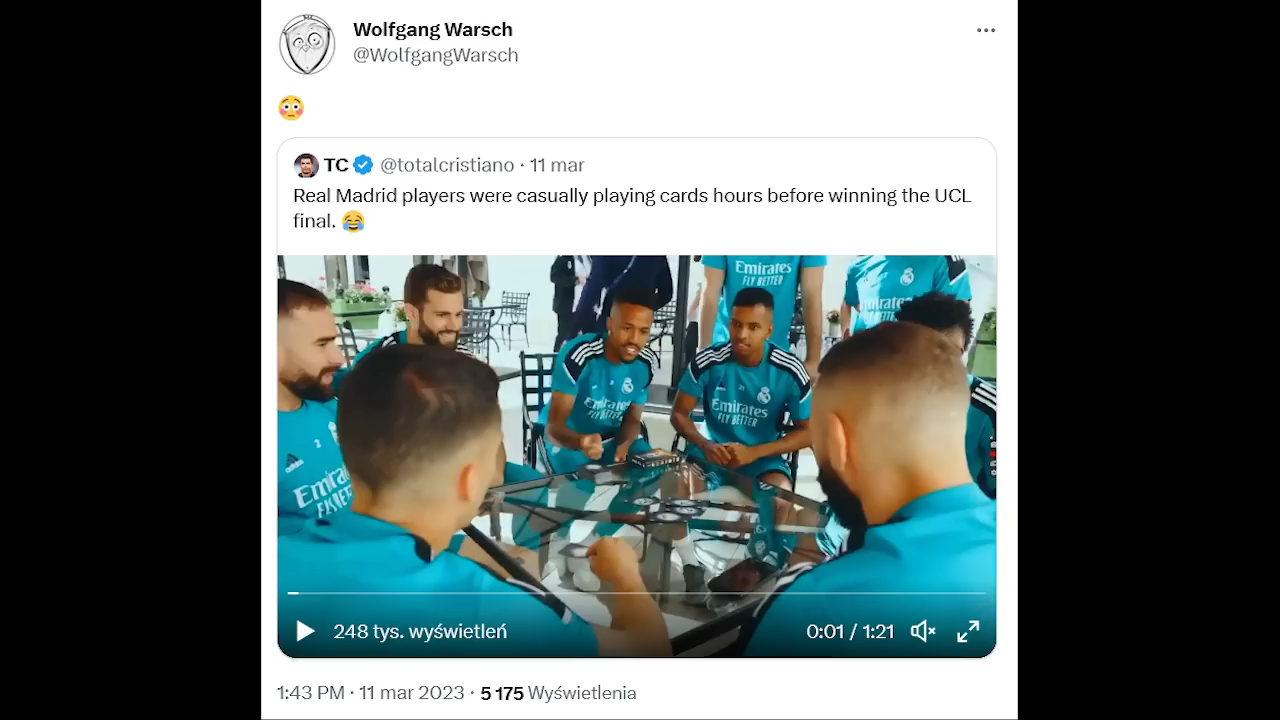 Wolfgang Warsch
@WolfgangWarsch
😳
TC @totalcristiano · 11 mar
Real Madrid players were casually playing cards hours before winning the UCL
final. 😂
Emirates
FLY BETTER
Emirates
FLY BETTER
Emirates
FLY BETTER
248 tys. wyświetleń
0:01 / 1:21
1:43 PM · 11 mar 2023 · 5 175 Wyświetlenia